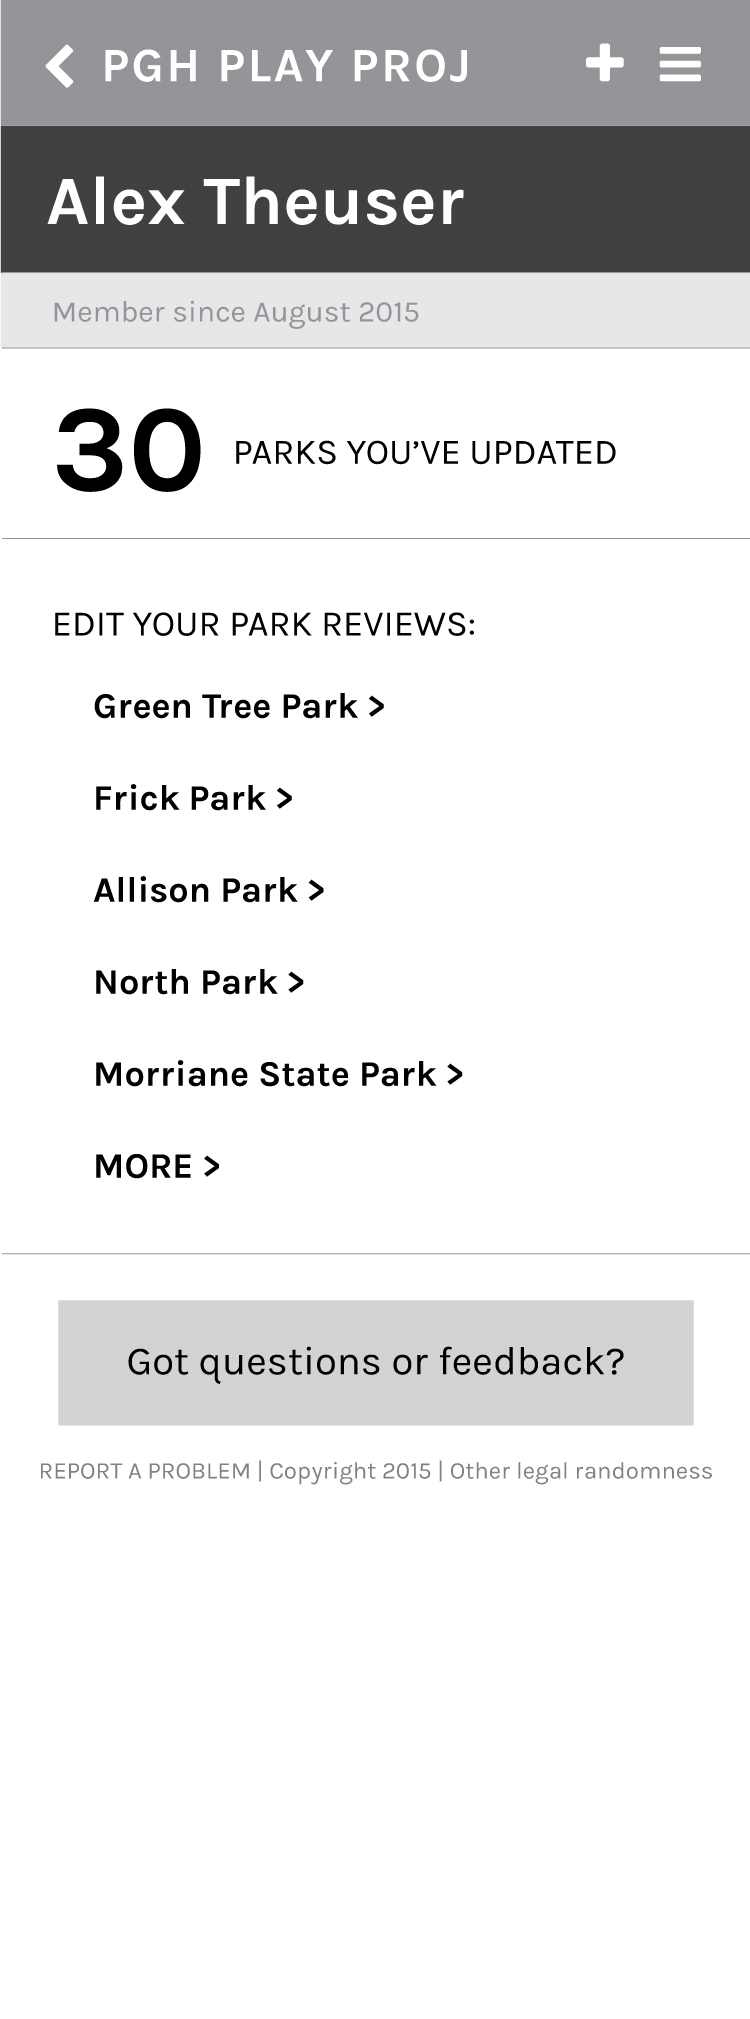 PGH PLAY PROJ
Alex Theuser
Member since August 2015
30 PARKS YOU’VE UPDATED
EDIT YOUR PARK REVIEWS:
Green Tree Park >
Frick Park >
Allison Park >
North Park >
Morriane State Park >
MORE >
Got questions or feedback?
REPORT A PROBLEM | Copyright 2015 | Other legal randomness